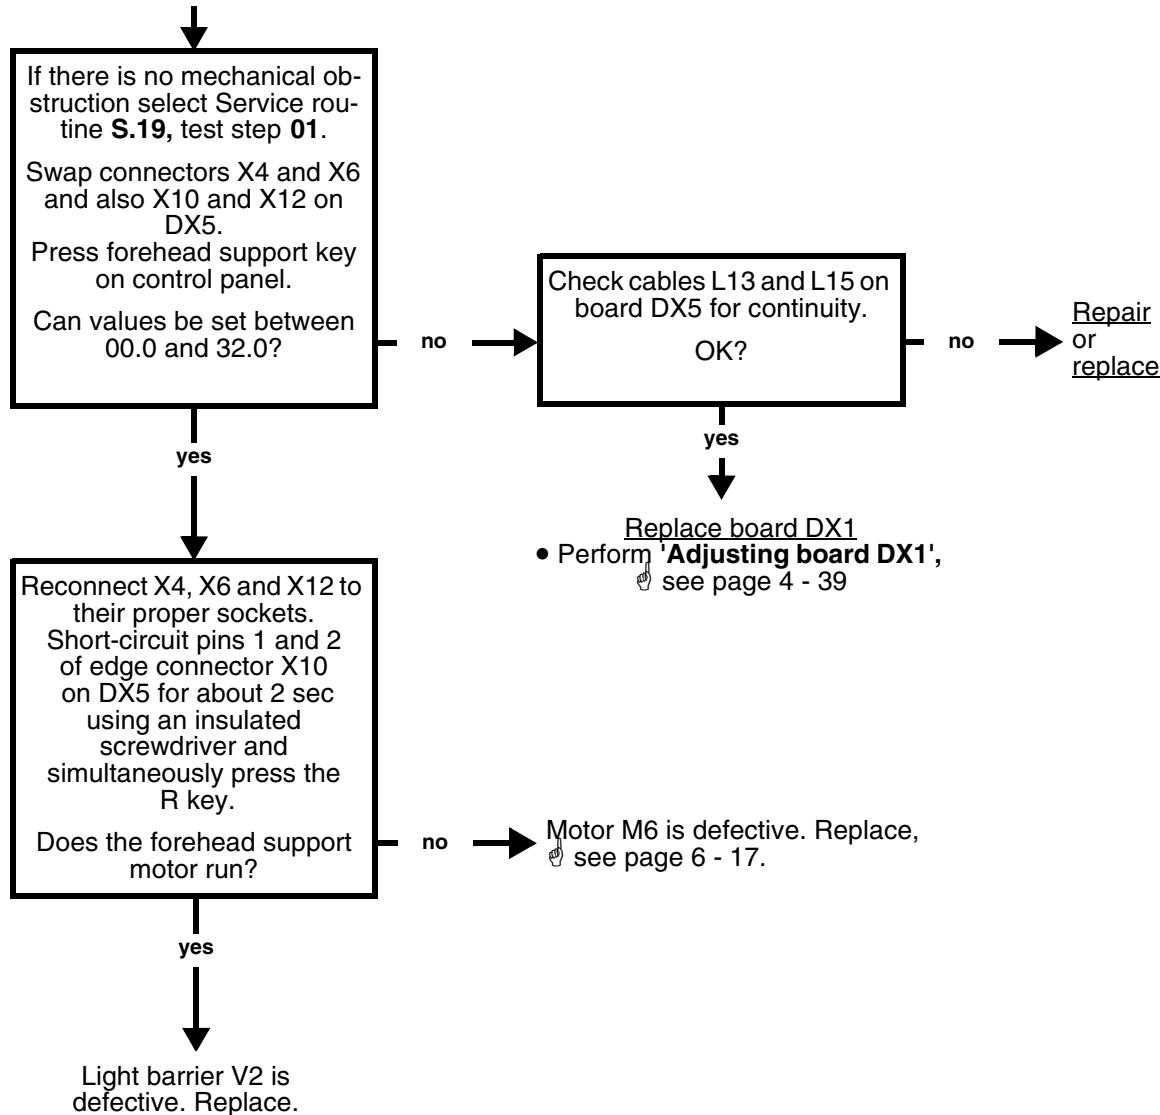 If there is no mechanical ob-
struction select Service rou-
tine S.19, test step 01.
Swap connectors X4 and X6
and also X10 and X12 on
DX5.
Press forehead support key
on control panel.
Can values be set between
00.0 and 32.0?
no
Check cables L13 and L15 on
board DX5 for continuity.
OK?
no
Repair
or
replace
yes
yes
Replace board DX1
• Perform 'Adjusting board DX1',
☝ see page 4 - 39
Reconnect X4, X6 and X12 to
their proper sockets.
Short-circuit pins 1 and 2
of edge connector X10
on DX5 for about 2 sec
using an insulated
screwdriver and
simultaneously press the
R key.
Does the forehead support
motor run?
no
Motor M6 is defective. Replace,
☝ see page 6 - 17.
yes
Light barrier V2 is
defective. Replace.